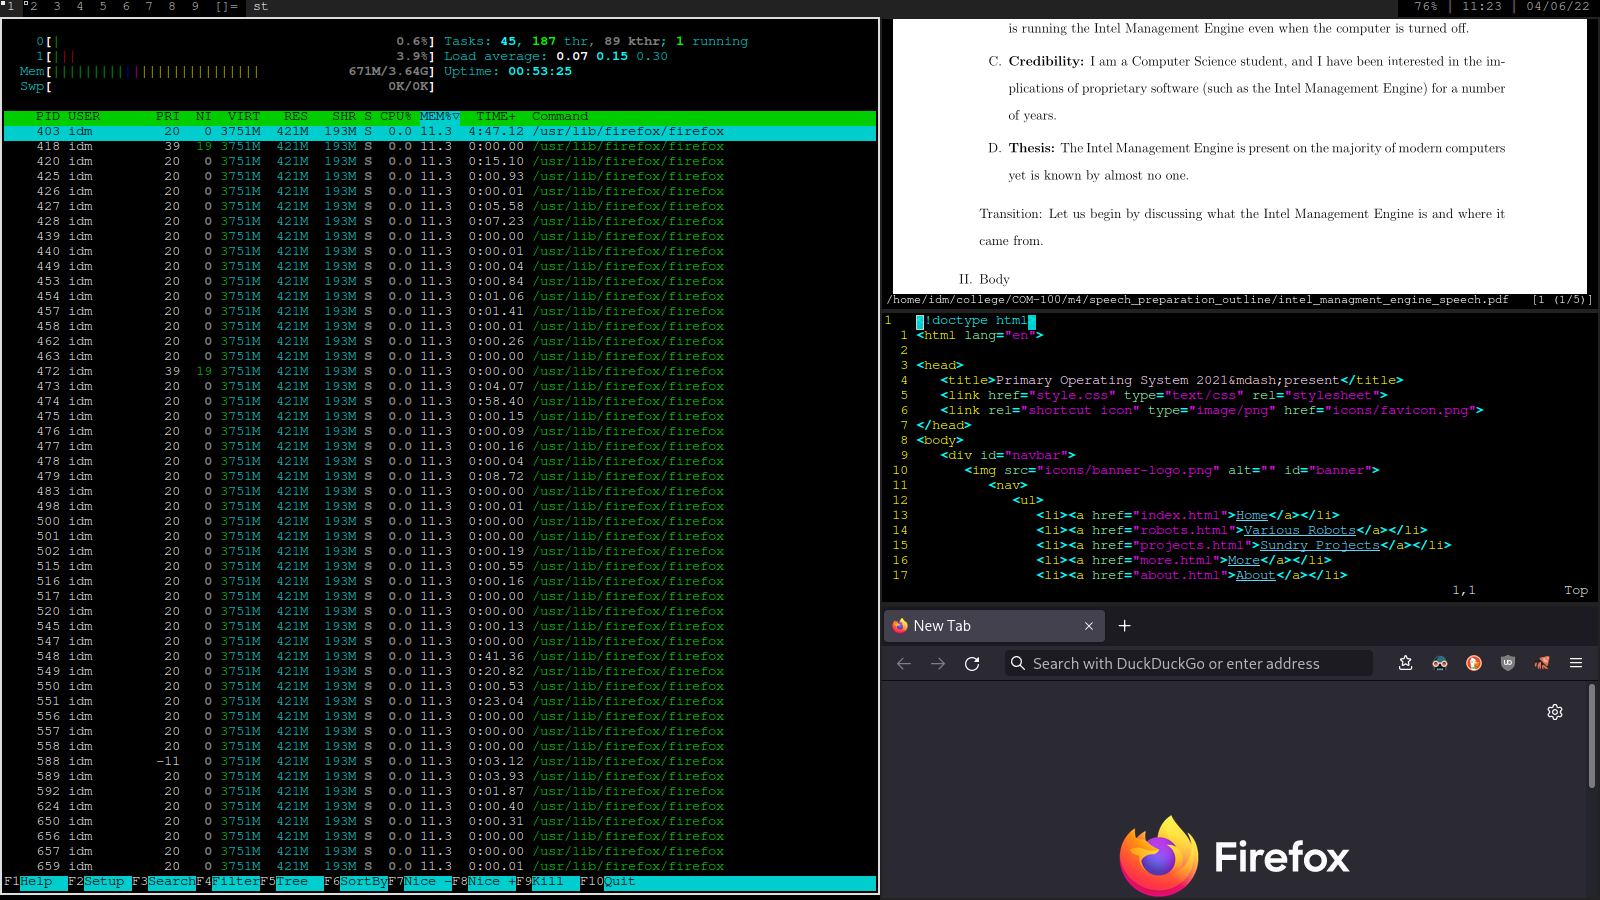 1 2 3 4 5 6 7 8 9 []= st 76% | 11:23 | 04/06/22
0[| 0.6%] Tasks: 45, 187 thr, 89 kthr; 1 running
1[||| 3.9%] Load average: 0.07 0.15 0.30
Mem[|||||||||||||||||||||||||| 671M/3.64G] Uptime: 00:53:25
Swp[ 0K/0K]
PID USER PRI NI VIRT RES SHR S CPU% MEM%▽ TIME+ Command
403 idm 20 0 3751M 421M 193M S 0.0 11.3 4:47.12 /usr/lib/firefox/firefox
418 idm 39 19 3751M 421M 193M S 0.0 11.3 0:00.00 /usr/lib/firefox/firefox
420 idm 20 0 3751M 421M 193M S 0.0 11.3 0:15.10 /usr/lib/firefox/firefox
425 idm 20 0 3751M 421M 193M S 0.0 11.3 0:00.93 /usr/lib/firefox/firefox
426 idm 20 0 3751M 421M 193M S 0.0 11.3 0:00.01 /usr/lib/firefox/firefox
427 idm 20 0 3751M 421M 193M S 0.0 11.3 0:05.58 /usr/lib/firefox/firefox
428 idm 20 0 3751M 421M 193M S 0.0 11.3 0:07.23 /usr/lib/firefox/firefox
439 idm 20 0 3751M 421M 193M S 0.0 11.3 0:00.00 /usr/lib/firefox/firefox
440 idm 20 0 3751M 421M 193M S 0.0 11.3 0:00.01 /usr/lib/firefox/firefox
449 idm 20 0 3751M 421M 193M S 0.0 11.3 0:00.04 /usr/lib/firefox/firefox
453 idm 20 0 3751M 421M 193M S 0.0 11.3 0:00.84 /usr/lib/firefox/firefox
454 idm 20 0 3751M 421M 193M S 0.0 11.3 0:01.06 /usr/lib/firefox/firefox
457 idm 20 0 3751M 421M 193M S 0.0 11.3 0:01.41 /usr/lib/firefox/firefox
458 idm 20 0 3751M 421M 193M S 0.0 11.3 0:00.01 /usr/lib/firefox/firefox
462 idm 20 0 3751M 421M 193M S 0.0 11.3 0:00.26 /usr/lib/firefox/firefox
463 idm 20 0 3751M 421M 193M S 0.0 11.3 0:00.00 /usr/lib/firefox/firefox
472 idm 39 19 3751M 421M 193M S 0.0 11.3 0:00.00 /usr/lib/firefox/firefox
473 idm 20 0 3751M 421M 193M S 0.0 11.3 0:04.07 /usr/lib/firefox/firefox
474 idm 20 0 3751M 421M 193M S 0.0 11.3 0:58.40 /usr/lib/firefox/firefox
475 idm 20 0 3751M 421M 193M S 0.0 11.3 0:00.15 /usr/lib/firefox/firefox
476 idm 20 0 3751M 421M 193M S 0.0 11.3 0:00.09 /usr/lib/firefox/firefox
477 idm 20 0 3751M 421M 193M S 0.0 11.3 0:00.16 /usr/lib/firefox/firefox
478 idm 20 0 3751M 421M 193M S 0.0 11.3 0:00.04 /usr/lib/firefox/firefox
479 idm 20 0 3751M 421M 193M S 0.0 11.3 0:08.72 /usr/lib/firefox/firefox
483 idm 20 0 3751M 421M 193M S 0.0 11.3 0:00.00 /usr/lib/firefox/firefox
498 idm 20 0 3751M 421M 193M S 0.0 11.3 0:00.01 /usr/lib/firefox/firefox
500 idm 20 0 3751M 421M 193M S 0.0 11.3 0:00.00 /usr/lib/firefox/firefox
501 idm 20 0 3751M 421M 193M S 0.0 11.3 0:00.00 /usr/lib/firefox/firefox
502 idm 20 0 3751M 421M 193M S 0.0 11.3 0:00.19 /usr/lib/firefox/firefox
515 idm 20 0 3751M 421M 193M S 0.0 11.3 0:00.55 /usr/lib/firefox/firefox
516 idm 20 0 3751M 421M 193M S 0.0 11.3 0:00.16 /usr/lib/firefox/firefox
517 idm 20 0 3751M 421M 193M S 0.0 11.3 0:00.00 /usr/lib/firefox/firefox
520 idm 20 0 3751M 421M 193M S 0.0 11.3 0:00.00 /usr/lib/firefox/firefox
545 idm 20 0 3751M 421M 193M S 0.0 11.3 0:00.13 /usr/lib/firefox/firefox
547 idm 20 0 3751M 421M 193M S 0.0 11.3 0:00.00 /usr/lib/firefox/firefox
548 idm 20 0 3751M 421M 193M S 0.0 11.3 0:41.36 /usr/lib/firefox/firefox
549 idm 20 0 3751M 421M 193M S 0.0 11.3 0:20.82 /usr/lib/firefox/firefox
550 idm 20 0 3751M 421M 193M S 0.0 11.3 0:00.53 /usr/lib/firefox/firefox
551 idm 20 0 3751M 421M 193M S 0.0 11.3 0:23.04 /usr/lib/firefox/firefox
556 idm 20 0 3751M 421M 193M S 0.0 11.3 0:00.00 /usr/lib/firefox/firefox
557 idm 20 0 3751M 421M 193M S 0.0 11.3 0:00.00 /usr/lib/firefox/firefox
558 idm 20 0 3751M 421M 193M S 0.0 11.3 0:00.00 /usr/lib/firefox/firefox
588 idm -11 0 3751M 421M 193M S 0.0 11.3 0:03.12 /usr/lib/firefox/firefox
589 idm 20 0 3751M 421M 193M S 0.0 11.3 0:03.93 /usr/lib/firefox/firefox
592 idm 20 0 3751M 421M 193M S 0.0 11.3 0:01.87 /usr/lib/firefox/firefox
624 idm 20 0 3751M 421M 193M S 0.0 11.3 0:00.40 /usr/lib/firefox/firefox
650 idm 20 0 3751M 421M 193M S 0.0 11.3 0:00.31 /usr/lib/firefox/firefox
656 idm 20 0 3751M 421M 193M S 0.0 11.3 0:00.00 /usr/lib/firefox/firefox
657 idm 20 0 3751M 421M 193M S 0.0 11.3 0:00.00 /usr/lib/firefox/firefox
659 idm 20 0 3751M 421M 193M S 0.0 11.3 0:00.01 /usr/lib/firefox/firefox
F1Help F2Setup F3SearchF4FilterF5Tree F6SortByF7Nice -F8Nice +F9Kill F10Quit
is running the Intel Management Engine even when the computer is turned off.
C. Credibility: I am a Computer Science student, and I have been interested in the im-
plications of proprietary software (such as the Intel Management Engine) for a number
of years.
D. Thesis: The Intel Management Engine is present on the majority of modern computers
yet is known by almost no one.
Transition: Let us begin by discussing what the Intel Management Engine is and where it
came from.
II. Body
/home/idm/college/COM-100/m4/speech_preparation_outline/intel_managment_engine_speech.pdf [1 (1/5)]
1 <!doctype html>
1 <html lang="en">
2
3 <head>
4 <title>Primary Operating System 2021&mdash;present</title>
5 <link href="style.css" type="text/css" rel="stylesheet">
6 <link rel="shortcut icon" type="image/png" href="icons/favicon.png">
7 </head>
8 <body>
9 <div id="navbar">
10 <img src="icons/banner-logo.png" alt="" id="banner">
11 <nav>
12 <ul>
13 <li><a href="index.html">Home</a></li>
14 <li><a href="robots.html">Various Robots</a></li>
15 <li><a href="projects.html">Sundry Projects</a></li>
16 <li><a href="more.html">More</a></li>
17 <li><a href="about.html">About</a></li>
1,1 Top
New Tab
Search with DuckDuckGo or enter address
Firefox